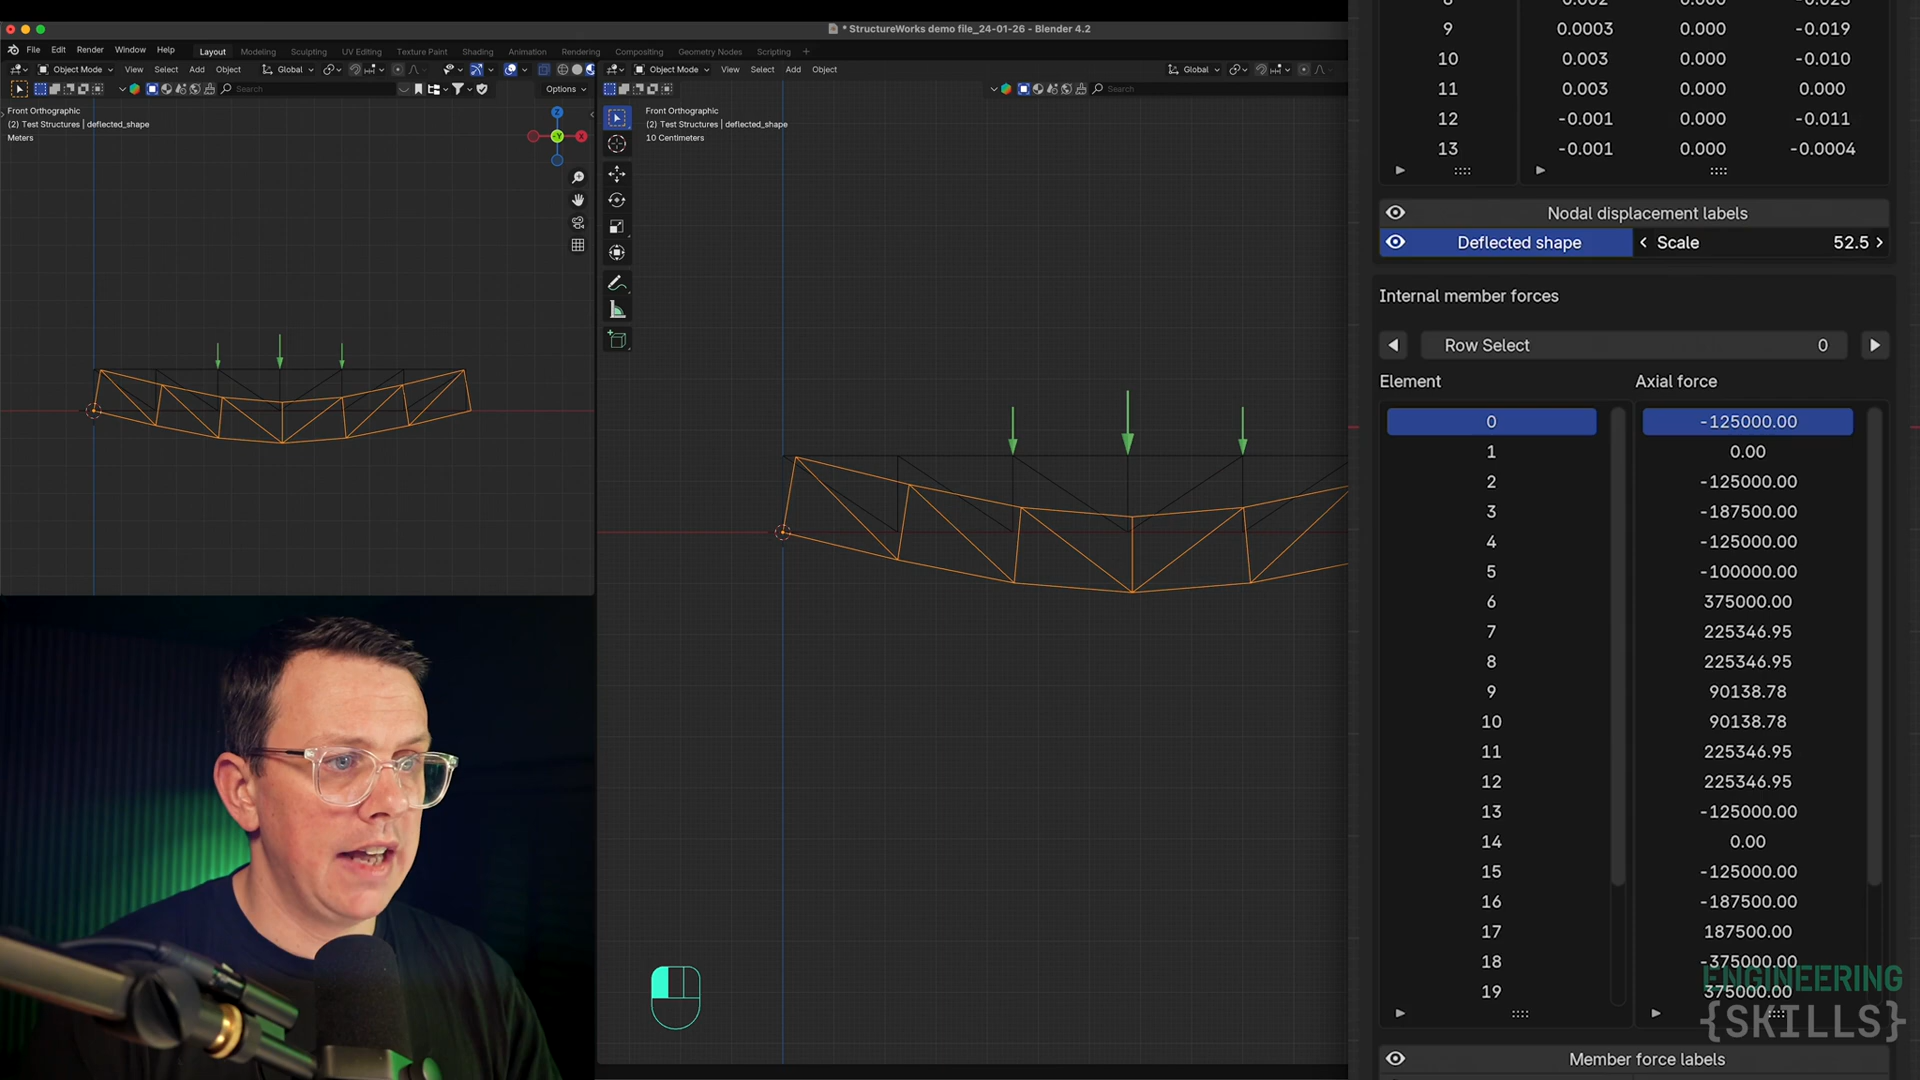 * StructureWorks demo file_24-01-26 - Blender 4.2
File Edit Render Window Help
Layout Modeling Sculpting UV Editing Texture Paint Shading Animation Rendering Compositing Geometry Nodes Scripting +
Object Mode View Select Add Object Global
Search Options
Front Orthographic
(2) Test Structures | deflected_shape
Meters
Z
X
-Y
Object Mode View Select Add Object Global
Search
Front Orthographic
(2) Test Structures | deflected_shape
10 Centimeters
8 0.002 -0.023
9 0.0003 0.000 -0.019
10 0.003 0.000 -0.010
11 0.003 0.000 0.000
12 -0.001 0.000 -0.011
13 -0.001 0.000 -0.0004
Nodal displacement labels
Deflected shape Scale 52.5
Internal member forces
Row Select 0
Element Axial force
0 -125000.00
1 0.00
2 -125000.00
3 -187500.00
4 -125000.00
5 -100000.00
6 375000.00
7 225346.95
8 225346.95
9 90138.78
10 90138.78
11 225346.95
12 225346.95
13 -125000.00
14 0.00
15 -125000.00
16 -187500.00
17 187500.00
18 -375000.00
19 375000.00
Member force labels
ENGINEERING
{SKILLS}